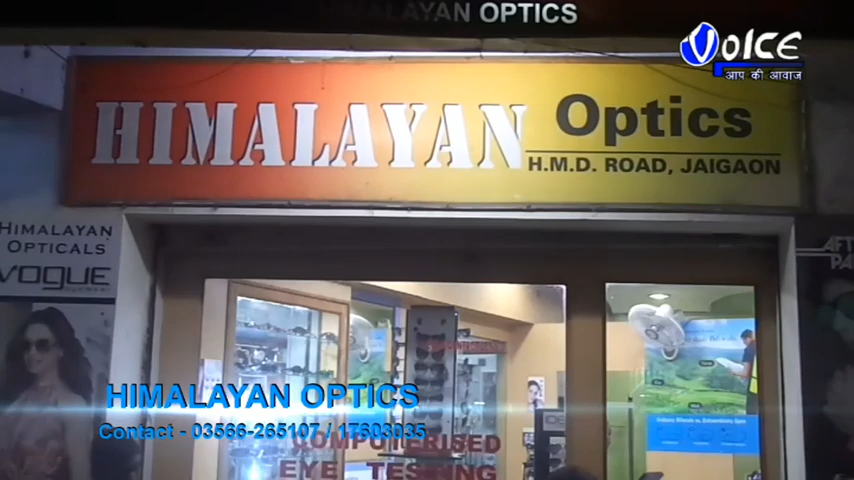 HIMALAYAN OPTICS
VOICE
आप की आवाज
HIMALAYAN Optics
H.M.D. ROAD, JAIGAON
HIMALAYAN
OPTICALS
VOGUE
HIMALAYAN OPTICS
Contact - 03566-265107 / 17603035
COMPUTERISED
EYE TESTING